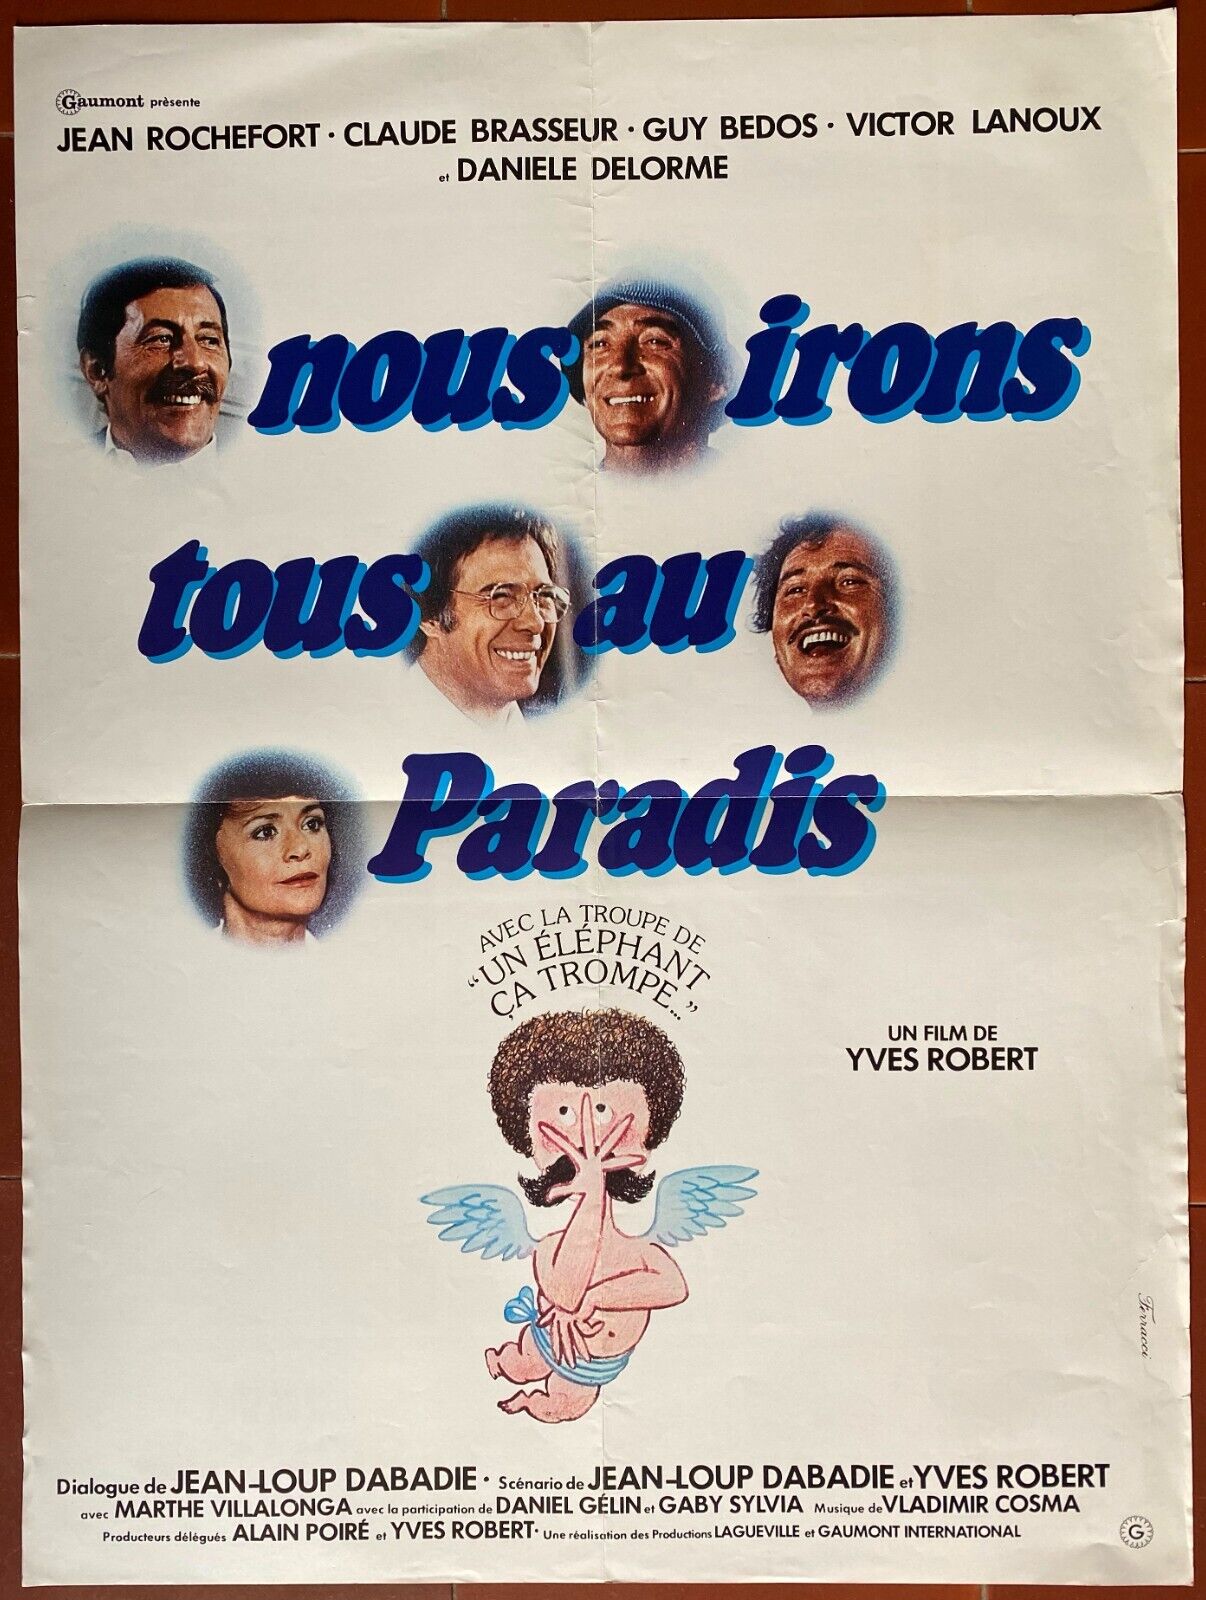 Gaumont présente
JEAN ROCHEFORT · CLAUDE BRASSEUR · GUY BEDOS · VICTOR LANOUX
et DANIELE DELORME
nous irons
tous au
Paradis
AVEC LA TROUPE DE
"UN ÉLÉPHANT
ÇA TROMPE..."
UN FILM DE
YVES ROBERT
Ferracci
Dialogue de JEAN-LOUP DABADIE · Scénario de JEAN-LOUP DABADIE et YVES ROBERT
avec MARTHE VILLALONGA avec la participation de DANIEL GÉLIN et GABY SYLVIA Musique de VLADIMIR COSMA
Producteurs délégués ALAIN POIRÉ et YVES ROBERT · Une réalisation des Productions LAGUEVILLE et GAUMONT INTERNATIONAL
G